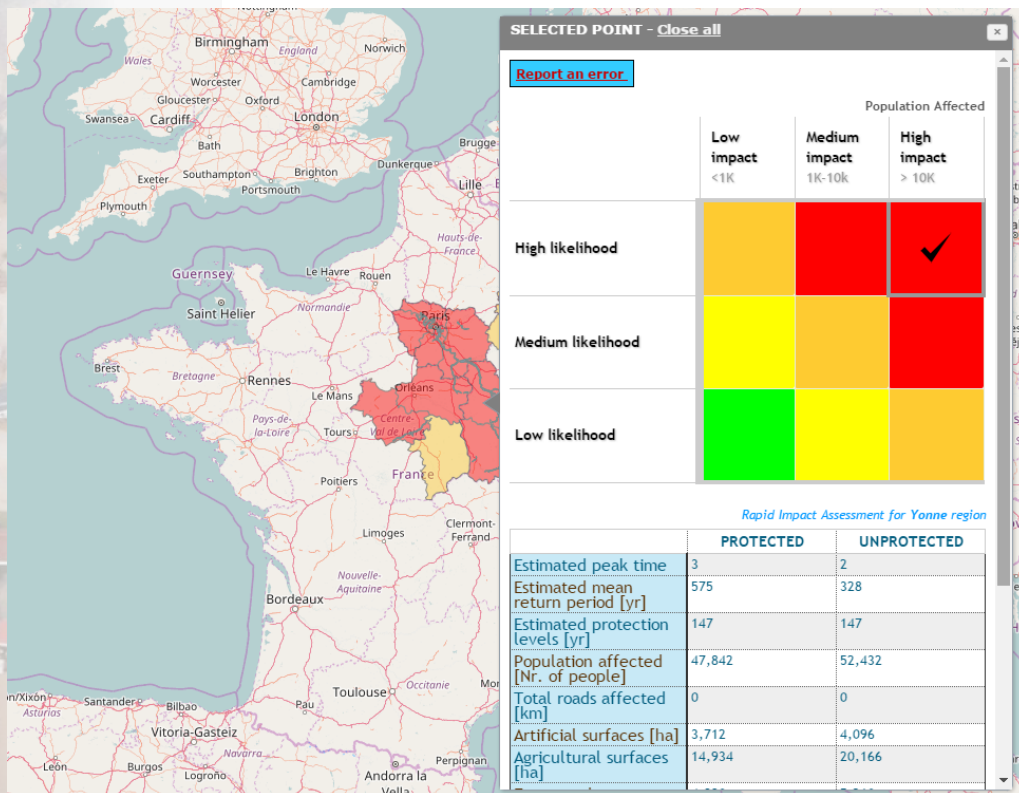 Birmingham
England
Norwich
Wales
Worcester
Cambridge
Gloucester
Oxford
Swansea
Cardiff
London
Bath
Brugge
Exeter
Southampton
Brighton
Dunkerque
Portsmouth
Lille
Plymouth
Hauts-de-
France
Guernsey
Le Havre
Rouen
Saint Helier
Normandie
Paris
Brest
Bretagne
Rennes
Le Mans
Orléans
Pays-de-
la-Loire
Tours
Centre-
Val de Loire
France
Poitiers
Limoges
Clermont-
Ferrand
Nouvelle-
Aquitaine
Bordeaux
Toulouse
Occitanie
Pau
Santander
Bilbao
Asturias
Vitoria-Gasteiz
Navarra
León
Burgos
Logroño
Perpignan
Andorra la
Vella
SELECTED POINT - Close all
Report an error
Population Affected
Low impact <1K
Medium impact 1K-10k
High impact > 10K
High likelihood
Medium likelihood
Low likelihood
Rapid Impact Assessment for Yonne region
PROTECTED UNPROTECTED
Estimated peak time 3 2
Estimated mean return period [yr] 575 328
Estimated protection levels [yr] 147 147
Population affected [Nr. of people] 47,842 52,432
Total roads affected [km] 0 0
Artificial surfaces [ha] 3,712 4,096
Agricultural surfaces [ha] 14,934 20,166